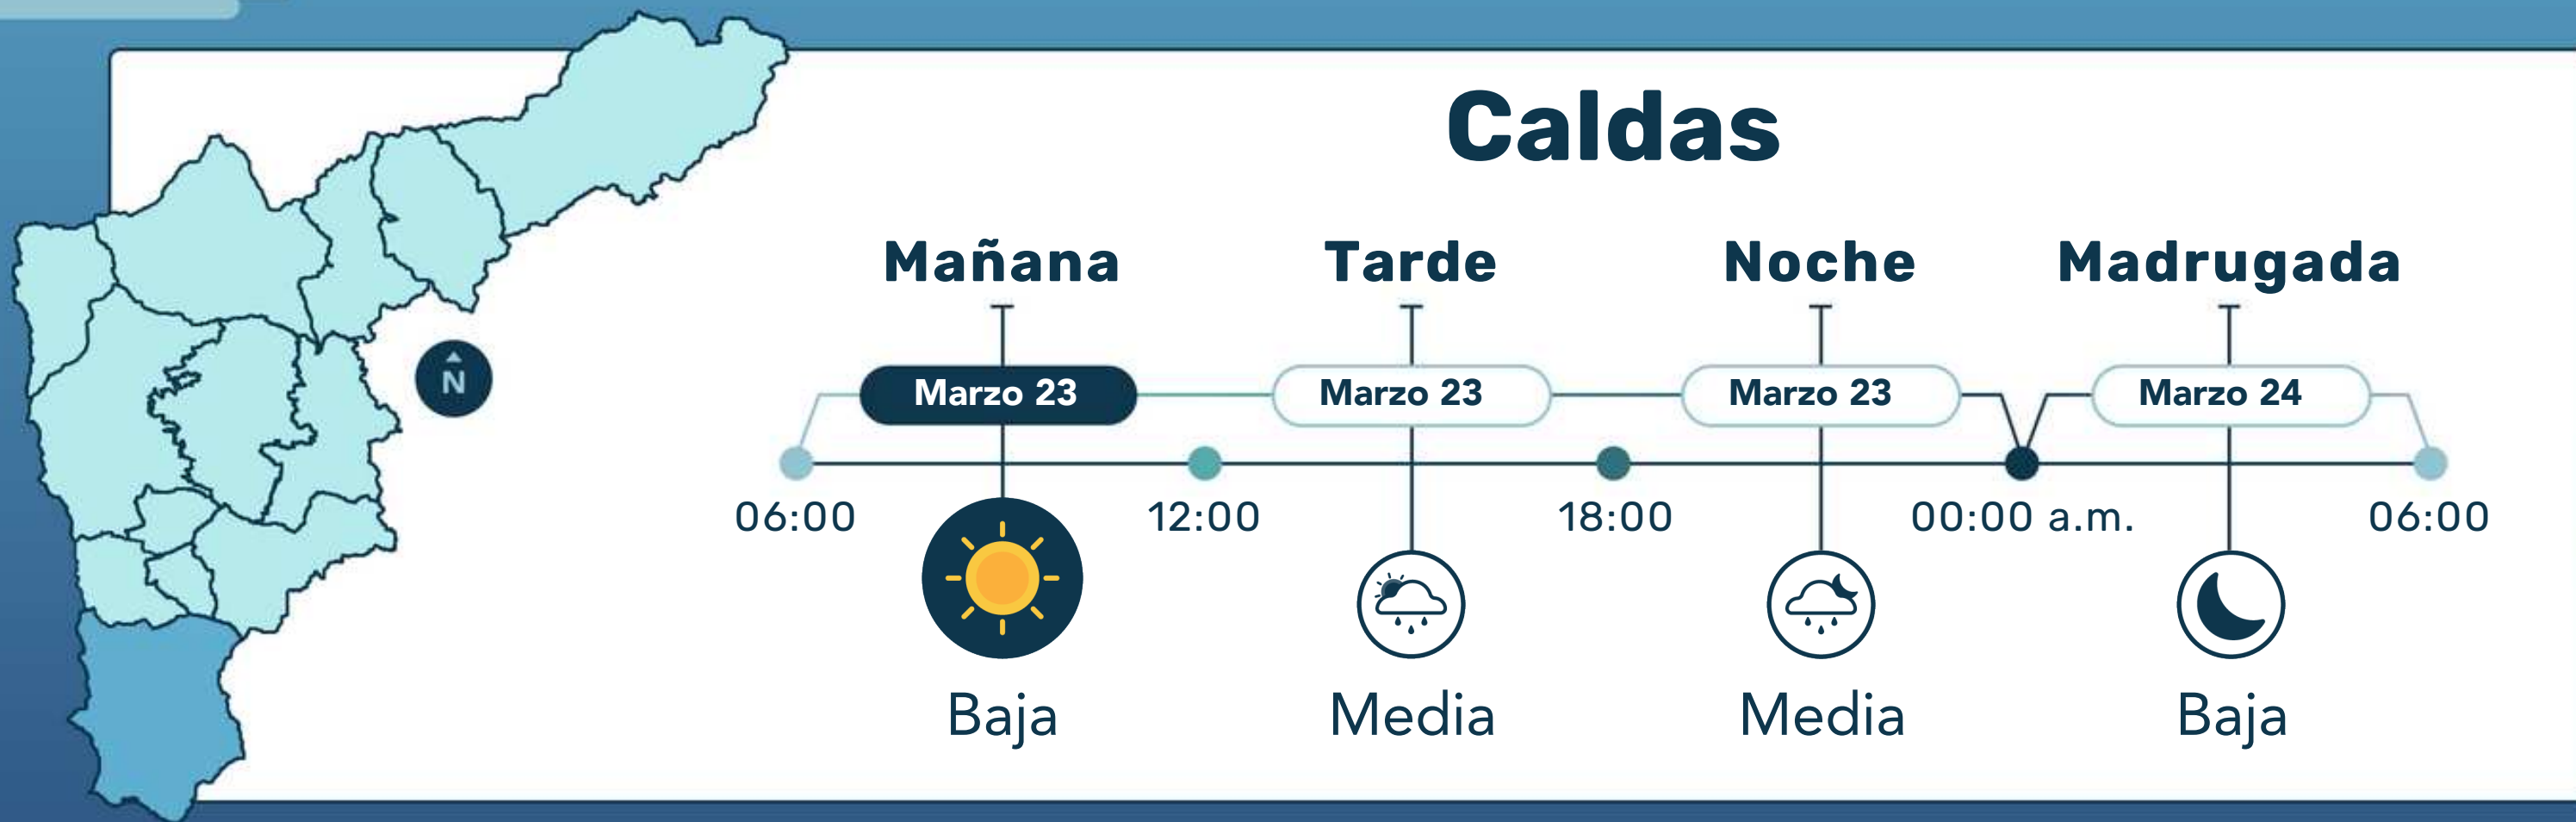 Caldas
Mañana Tarde Noche Madrugada
N
Marzo 23 Marzo 23 Marzo 23 Marzo 24
06:00 12:00 18:00 00:00 a.m. 06:00
Baja Media Media Baja